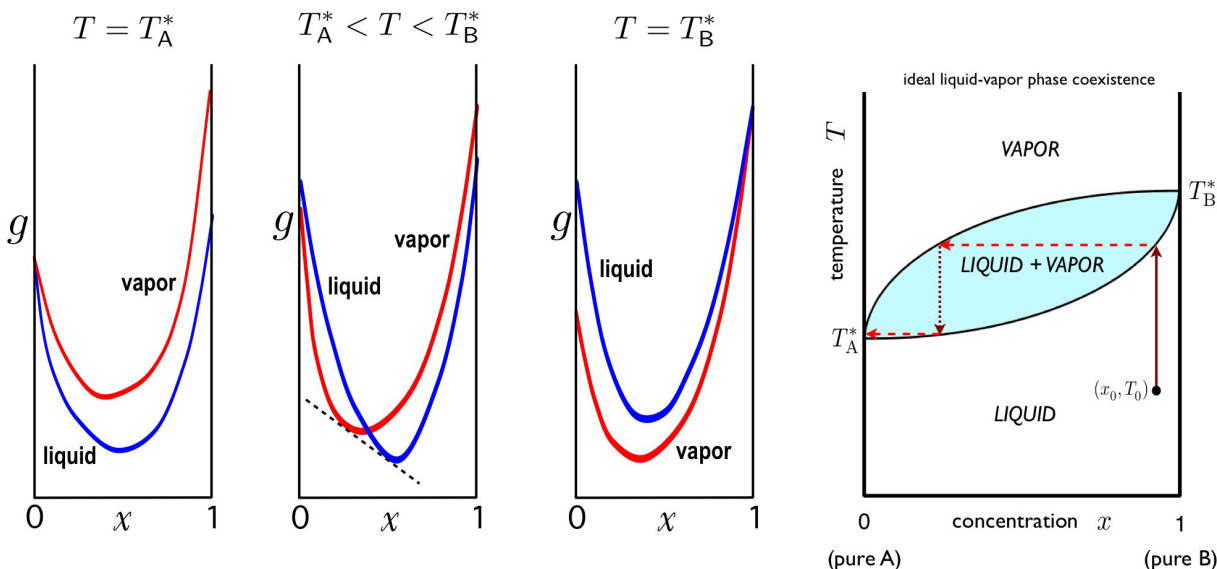 T = T*A
T*A < T < T*B
T = T*B
g
vapor
liquid
0
x
1
g
vapor
liquid
0
x
1
g
liquid
vapor
0
x
1
ideal liquid-vapor phase coexistence
temperature T
VAPOR
T*B
LIQUID + VAPOR
T*A
(x0, T0)
LIQUID
0
concentration x
1
(pure A)
(pure B)